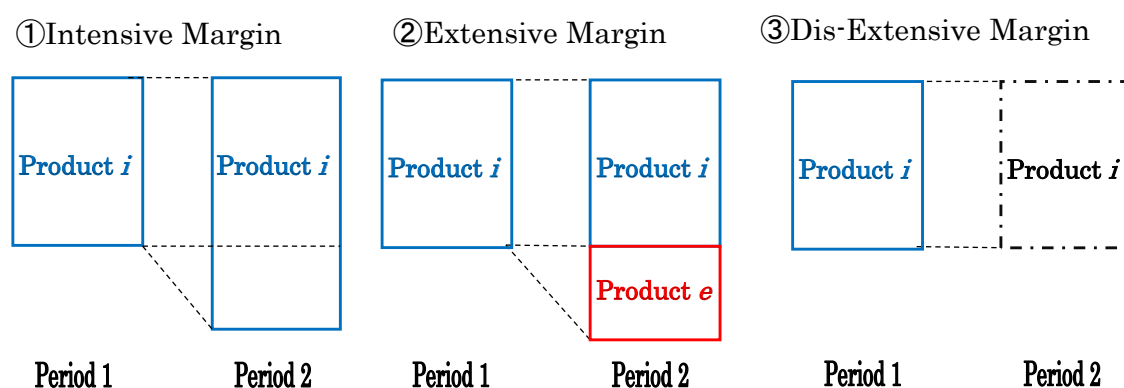 ①Intensive Margin
②Extensive Margin
③Dis-Extensive Margin
Product i
Product i
Product i
Product i
Product i
Product i
Product e
Period 1
Period 2
Period 1
Period 2
Period 1
Period 2